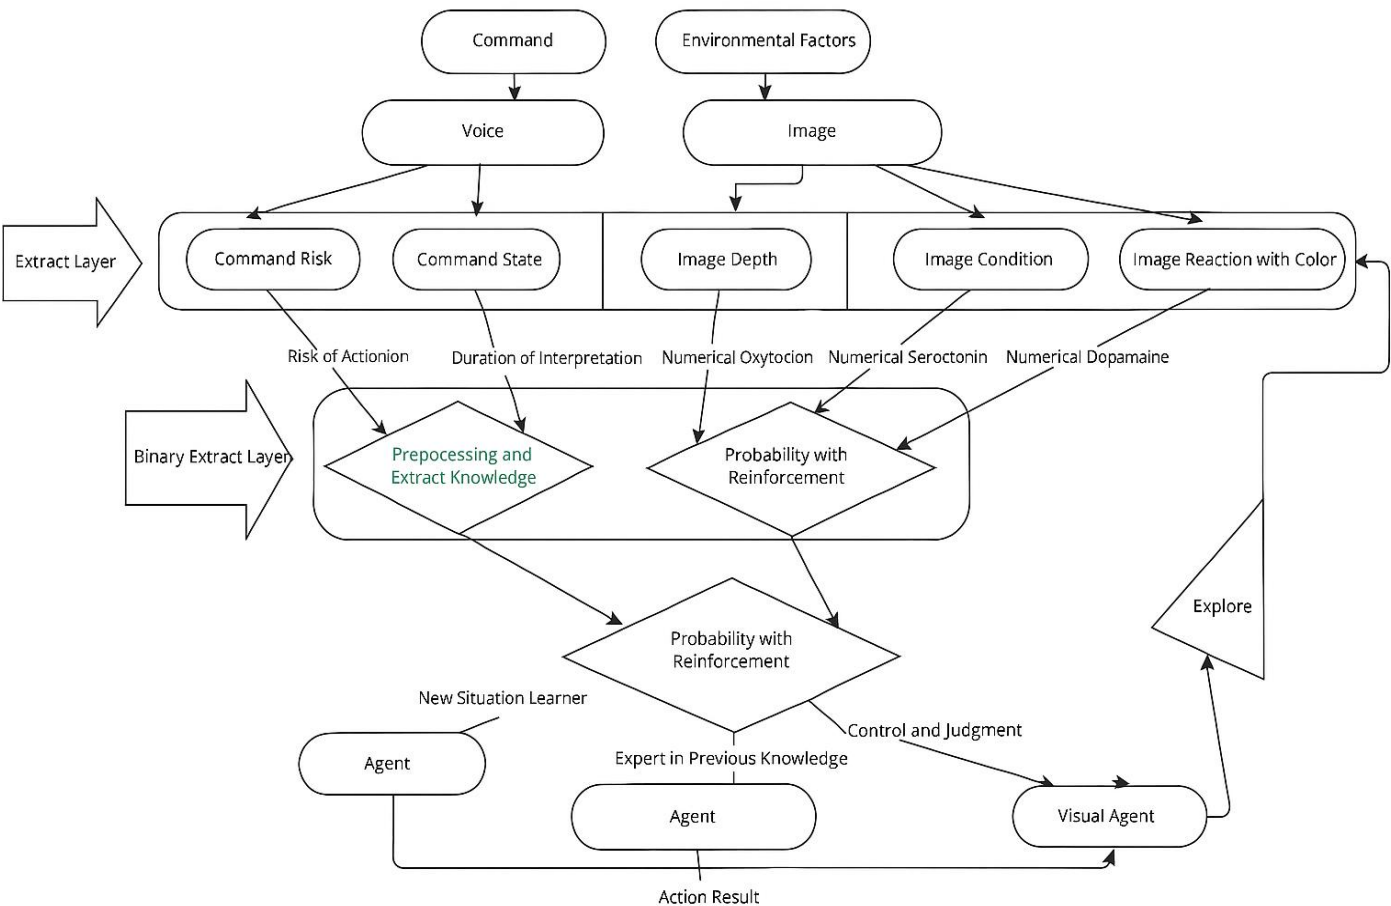 Command
Environmental Factors
Voice
Image
Extract Layer
Command Risk
Command State
Image Depth
Image Condition
Image Reaction with Color
Risk of Actionion
Duration of Interpretation
Numerical Oxytocion
Numerical Seroctonin
Numerical Dopamaine
Binary Extract Layer
Prepocessing and
Extract Knowledge
Probability with
Reinforcement
Explore
Probability with
Reinforcement
New Situation Learner
Control and Judgment
Expert in Previous Knowledge
Agent
Agent
Visual Agent
Action Result